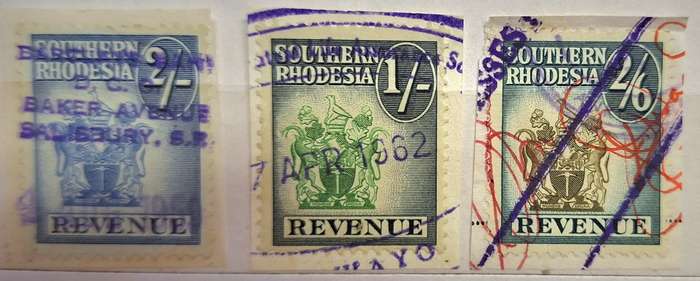 SOUTHERN
RHODESIA
2/-
BAKER AVENUE
SALISBURY, S.R.
REVENUE
SOUTHERN
RHODESIA
1/-
APR 1962
REVENUE
WAYO
SOUTHERN
RHODESIA
2/6
REVENUE